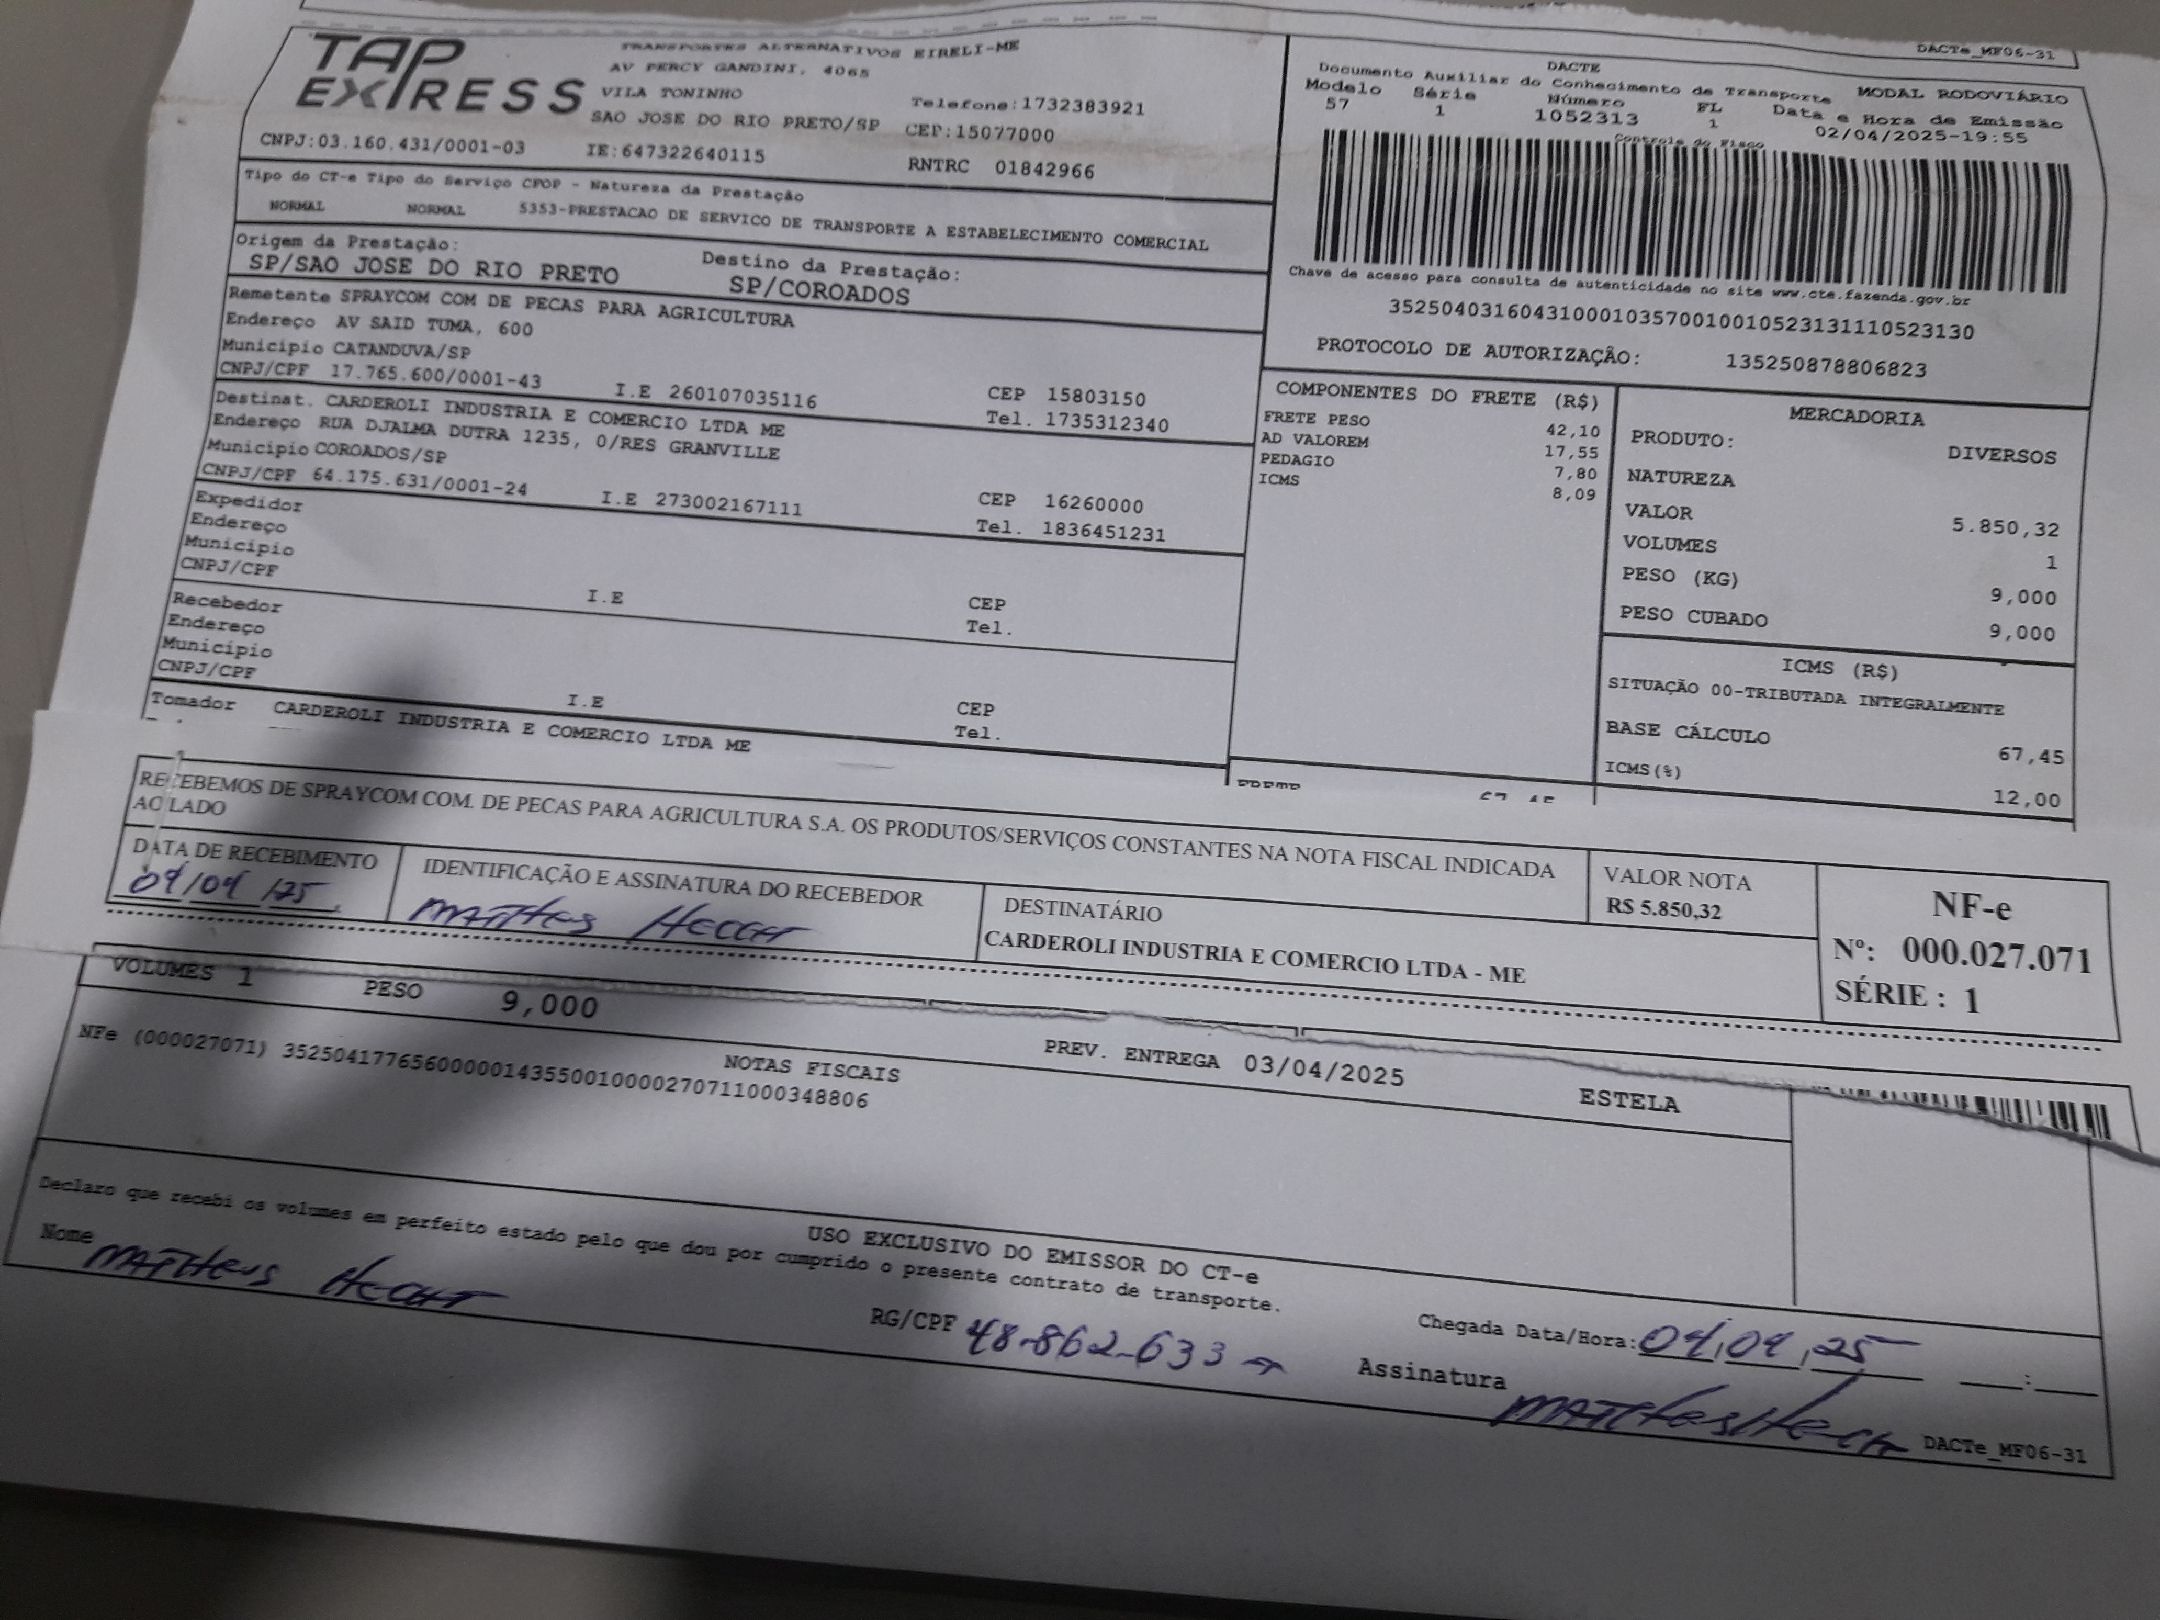 DACTe_MF06-31
TAP EXPRESS
TRANSPORTES ALTERNATIVOS EIRELI-ME
AV PERCY GANDINI, 4065
VILA TONINHO
Telefone:1732383921
SAO JOSE DO RIO PRETO/SP CEP:15077000
CNPJ:03.160.431/0001-03 IE:647322640115 RNTRC 01842966
DACTE
Documento Auxiliar do Conhecimento de Transporte MODAL RODOVIÁRIO
Modelo Série Número FL Data e Hora de Emissão
57 1 1052313 1 02/04/2025-19:55
Controle do Fisco
Chave de acesso para consulta de autenticidade no site www.cte.fazenda.gov.br
35250403160431000103570010010523131110523130
PROTOCOLO DE AUTORIZAÇÃO: 135250878806823
Tipo do CT-e Tipo do Serviço CFOP - Natureza da Prestação
NORMAL NORMAL 5353-PRESTACAO DE SERVICO DE TRANSPORTE A ESTABELECIMENTO COMERCIAL
Origem da Prestação: Destino da Prestação:
SP/SAO JOSE DO RIO PRETO SP/COROADOS
Remetente SPRAYCOM COM DE PECAS PARA AGRICULTURA
Endereço AV SAID TUMA, 600
Município CATANDUVA/SP CEP 15803150
CNPJ/CPF 17.765.600/0001-43 I.E 260107035116 Tel. 1735312340
Destinat. CARDEROLI INDUSTRIA E COMERCIO LTDA ME
Endereço RUA DJALMA DUTRA 1235, 0/RES GRANVILLE
Município COROADOS/SP CEP 16260000
CNPJ/CPF 64.175.631/0001-24 I.E 273002167111 Tel. 1836451231
Expedidor
Endereço
Município CEP
CNPJ/CPF I.E Tel.
Recebedor
Endereço
Município CEP
CNPJ/CPF I.E Tel.
Tomador CARDEROLI INDUSTRIA E COMERCIO LTDA ME
COMPONENTES DO FRETE (R$)
FRETE PESO 42,10
AD VALOREM 17,55
PEDAGIO 7,80
ICMS 8,09
MERCADORIA
PRODUTO: DIVERSOS
NATUREZA
VALOR 5.850,32
VOLUMES 1
PESO (KG) 9,000
PESO CUBADO 9,000
ICMS (R$)
SITUAÇÃO 00-TRIBUTADA INTEGRALMENTE
BASE CÁLCULO 67,45
ICMS(%) 12,00
RECEBEMOS DE SPRAYCOM COM. DE PECAS PARA AGRICULTURA S.A. OS PRODUTOS/SERVIÇOS CONSTANTES NA NOTA FISCAL INDICADA
AO LADO
DATA DE RECEBIMENTO
04/04/25
IDENTIFICAÇÃO E ASSINATURA DO RECEBEDOR
Mattheus Hecht
DESTINATÁRIO
CARDEROLI INDUSTRIA E COMERCIO LTDA - ME
VALOR NOTA
R$ 5.850,32
NF-e
Nº: 000.027.071
SÉRIE : 1
VOLUMES 1 PESO 9,000 PREV. ENTREGA 03/04/2025 ESTELA
NOTAS FISCAIS
NFe (000027071) 35250417765600000143550010000270711000348806
USO EXCLUSIVO DO EMISSOR DO CT-e
Declaro que recebi os volumes em perfeito estado pelo que dou por cumprido o presente contrato de transporte.
Nome Mattheus Hecht RG/CPF 48-862-633 Chegada Data/Hora: 04,04,25 __:__
Assinatura Mattheus Hecht
DACTe_MF06-31